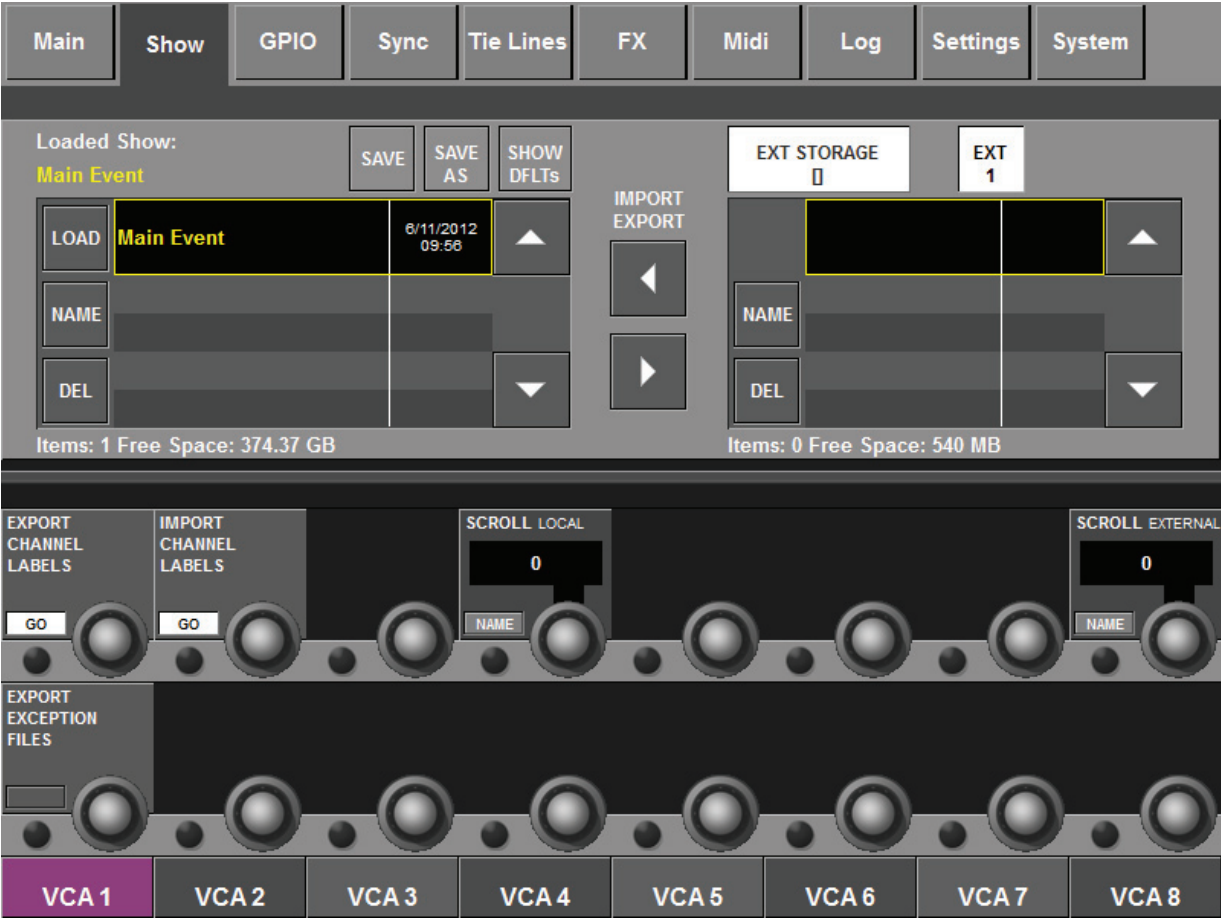 Main Show GPIO Sync Tie Lines FX Midi Log Settings System
Loaded Show:
Main Event
SAVE
SAVE
AS
SHOW
DFLTs
EXT STORAGE
[]
EXT
1
IMPORT
EXPORT
LOAD
Main Event
6/11/2012
09:56
NAME
DEL
Items: 1 Free Space: 374.37 GB
NAME
DEL
Items: 0 Free Space: 540 MB
EXPORT
CHANNEL
LABELS
GO
IMPORT
CHANNEL
LABELS
GO
SCROLL LOCAL
0
NAME
SCROLL EXTERNAL
0
NAME
EXPORT
EXCEPTION
FILES
VCA 1 VCA 2 VCA 3 VCA 4 VCA 5 VCA 6 VCA 7 VCA 8